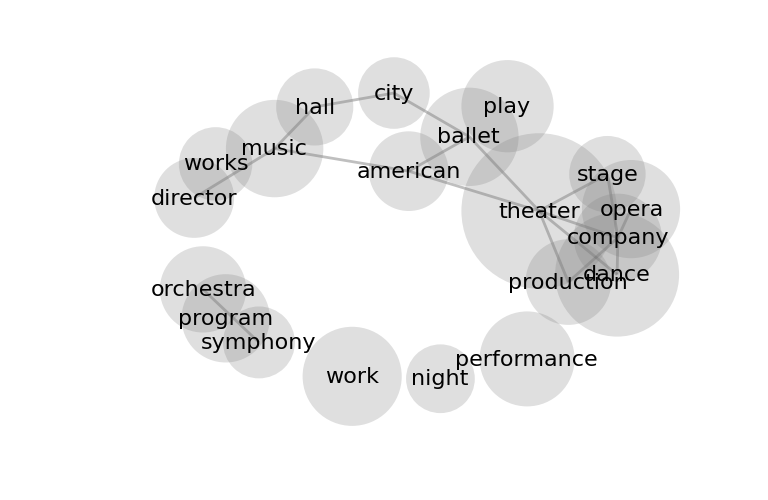 city
hall
play
ballet
music
works
american
stage
director
opera
theater
company
dance
production
orchestra
program
symphony
performance
work
night